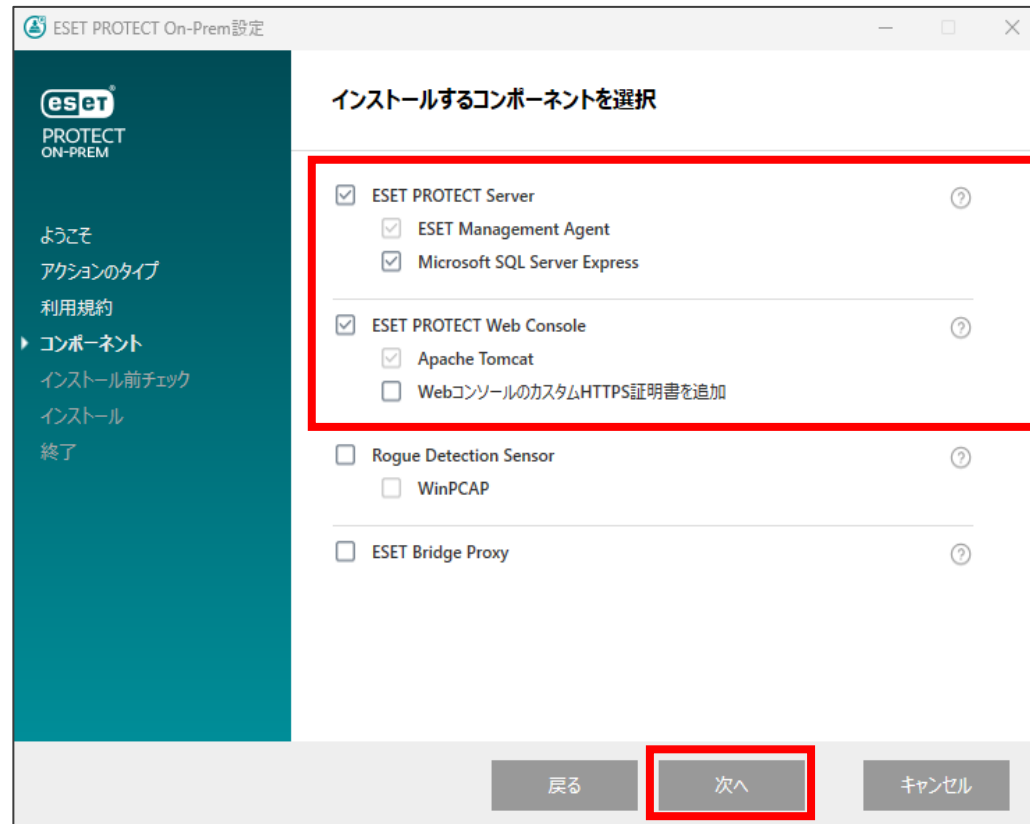 ESET PROTECT On-Prem設定
eset
PROTECT
ON-PREM
ようこそ
アクションのタイプ
利用規約
コンポーネント
インストール前チェック
インストール
終了
インストールするコンポーネントを選択
ESET PROTECT Server
ESET Management Agent
Microsoft SQL Server Express
ESET PROTECT Web Console
Apache Tomcat
WebコンソールのカスタムHTTPS証明書を追加
Rogue Detection Sensor
WinPCAP
ESET Bridge Proxy
戻る
次へ
キャンセル